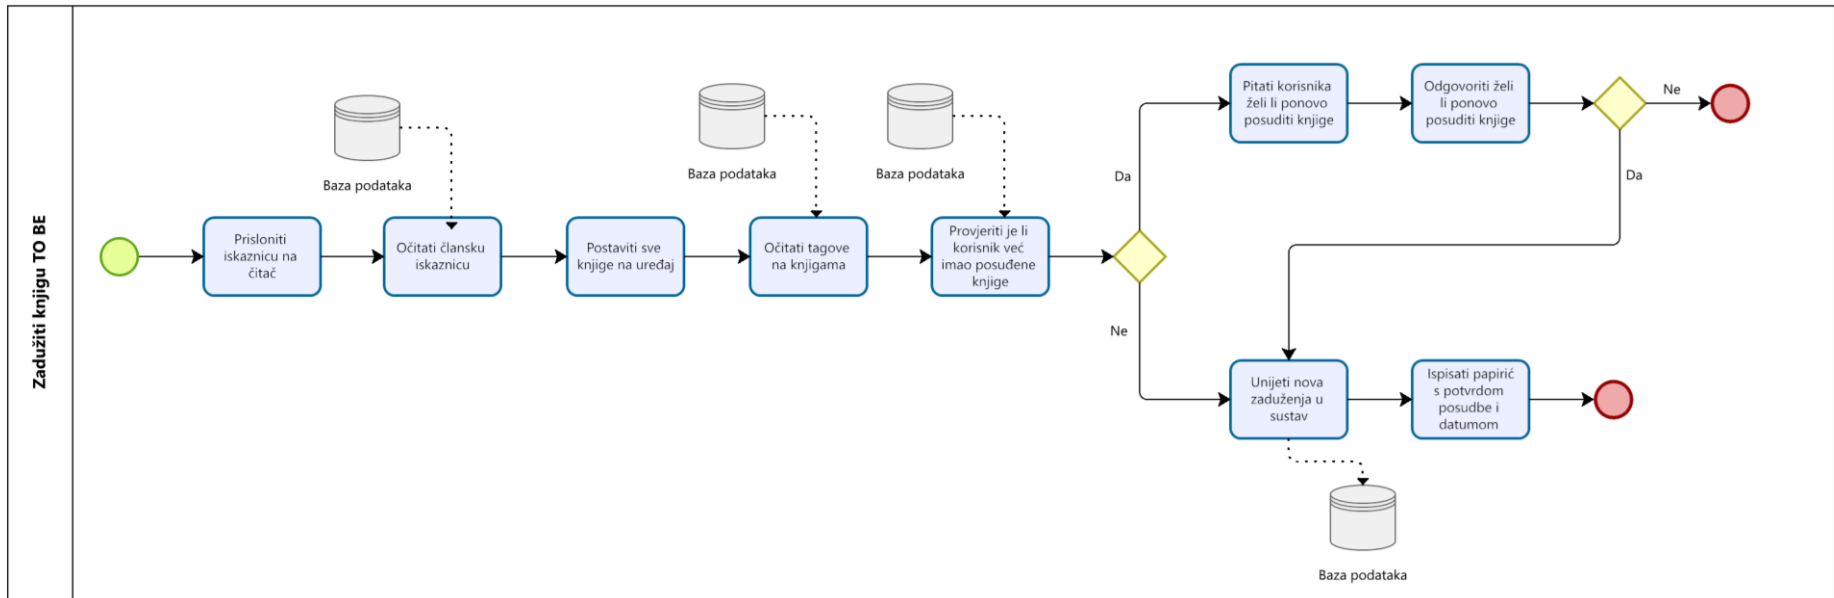 Zadužiti knjigu TO BE
Baza podataka
Baza podataka
Baza podataka
Prisloniti
iskaznicu na
čitač
Očitati člansku
iskaznicu
Postaviti sve
knjige na uređaj
Očitati tagove
na knjigama
Provjeriti je li
korisnik već
imao posuđene
knjige
Da
Pitati korisnika
želi li ponovo
posuditi knjige
Odgovoriti želi
li ponovo
posuditi knjige
Ne
Da
Ne
Unijeti nova
zaduženja u
sustav
Ispisati papirić
s potvrdom
posudbe i
datumom
Baza podataka